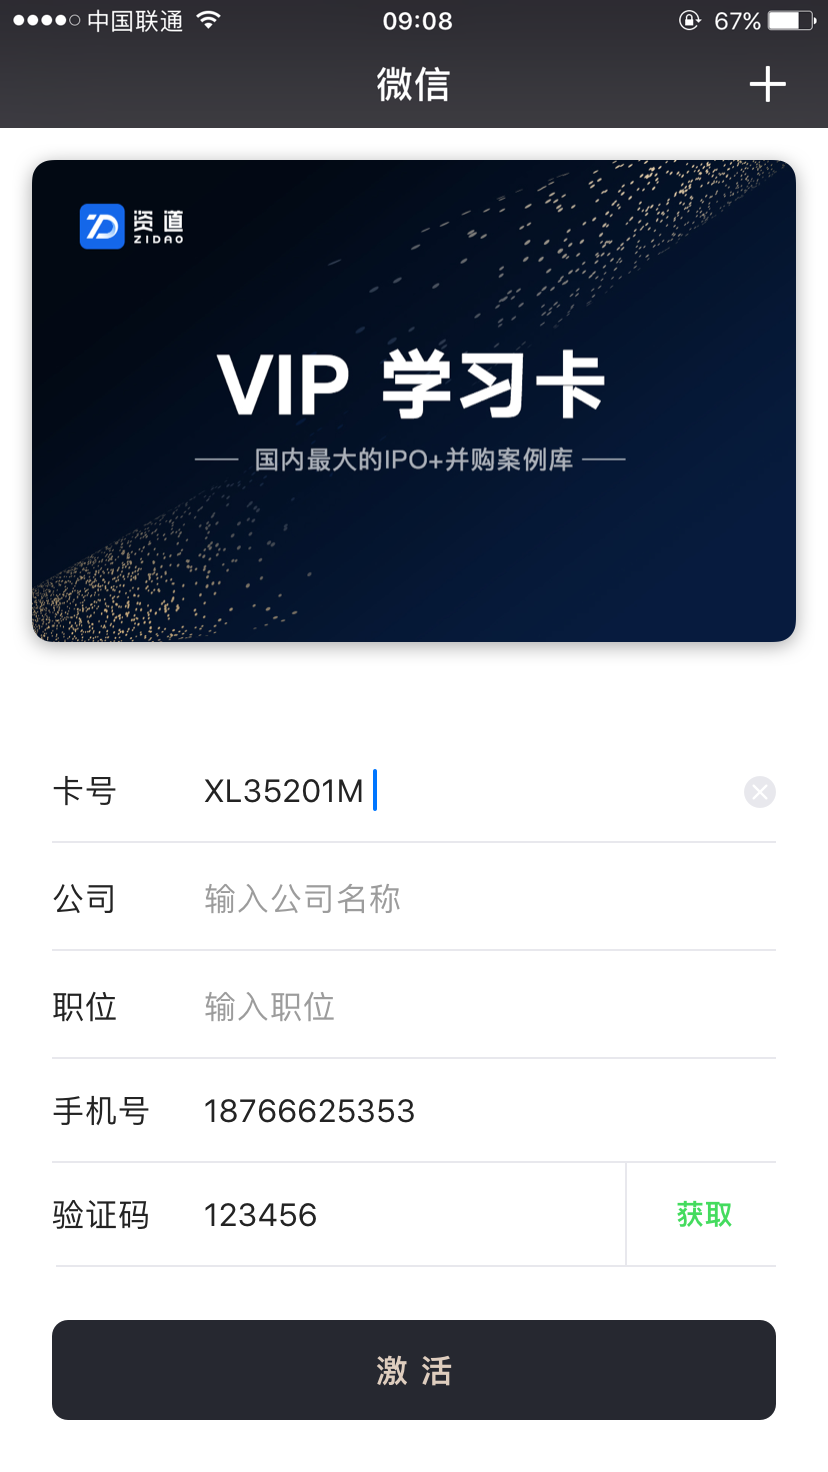 中国联通 09:08 67%
微信
资道
ZIDAO
VIP 学习卡
国内最大的IPO+并购案例库
卡号 XL35201M
公司 输入公司名称
职位 输入职位
手机号 18766625353
验证码 123456 获取
激 活